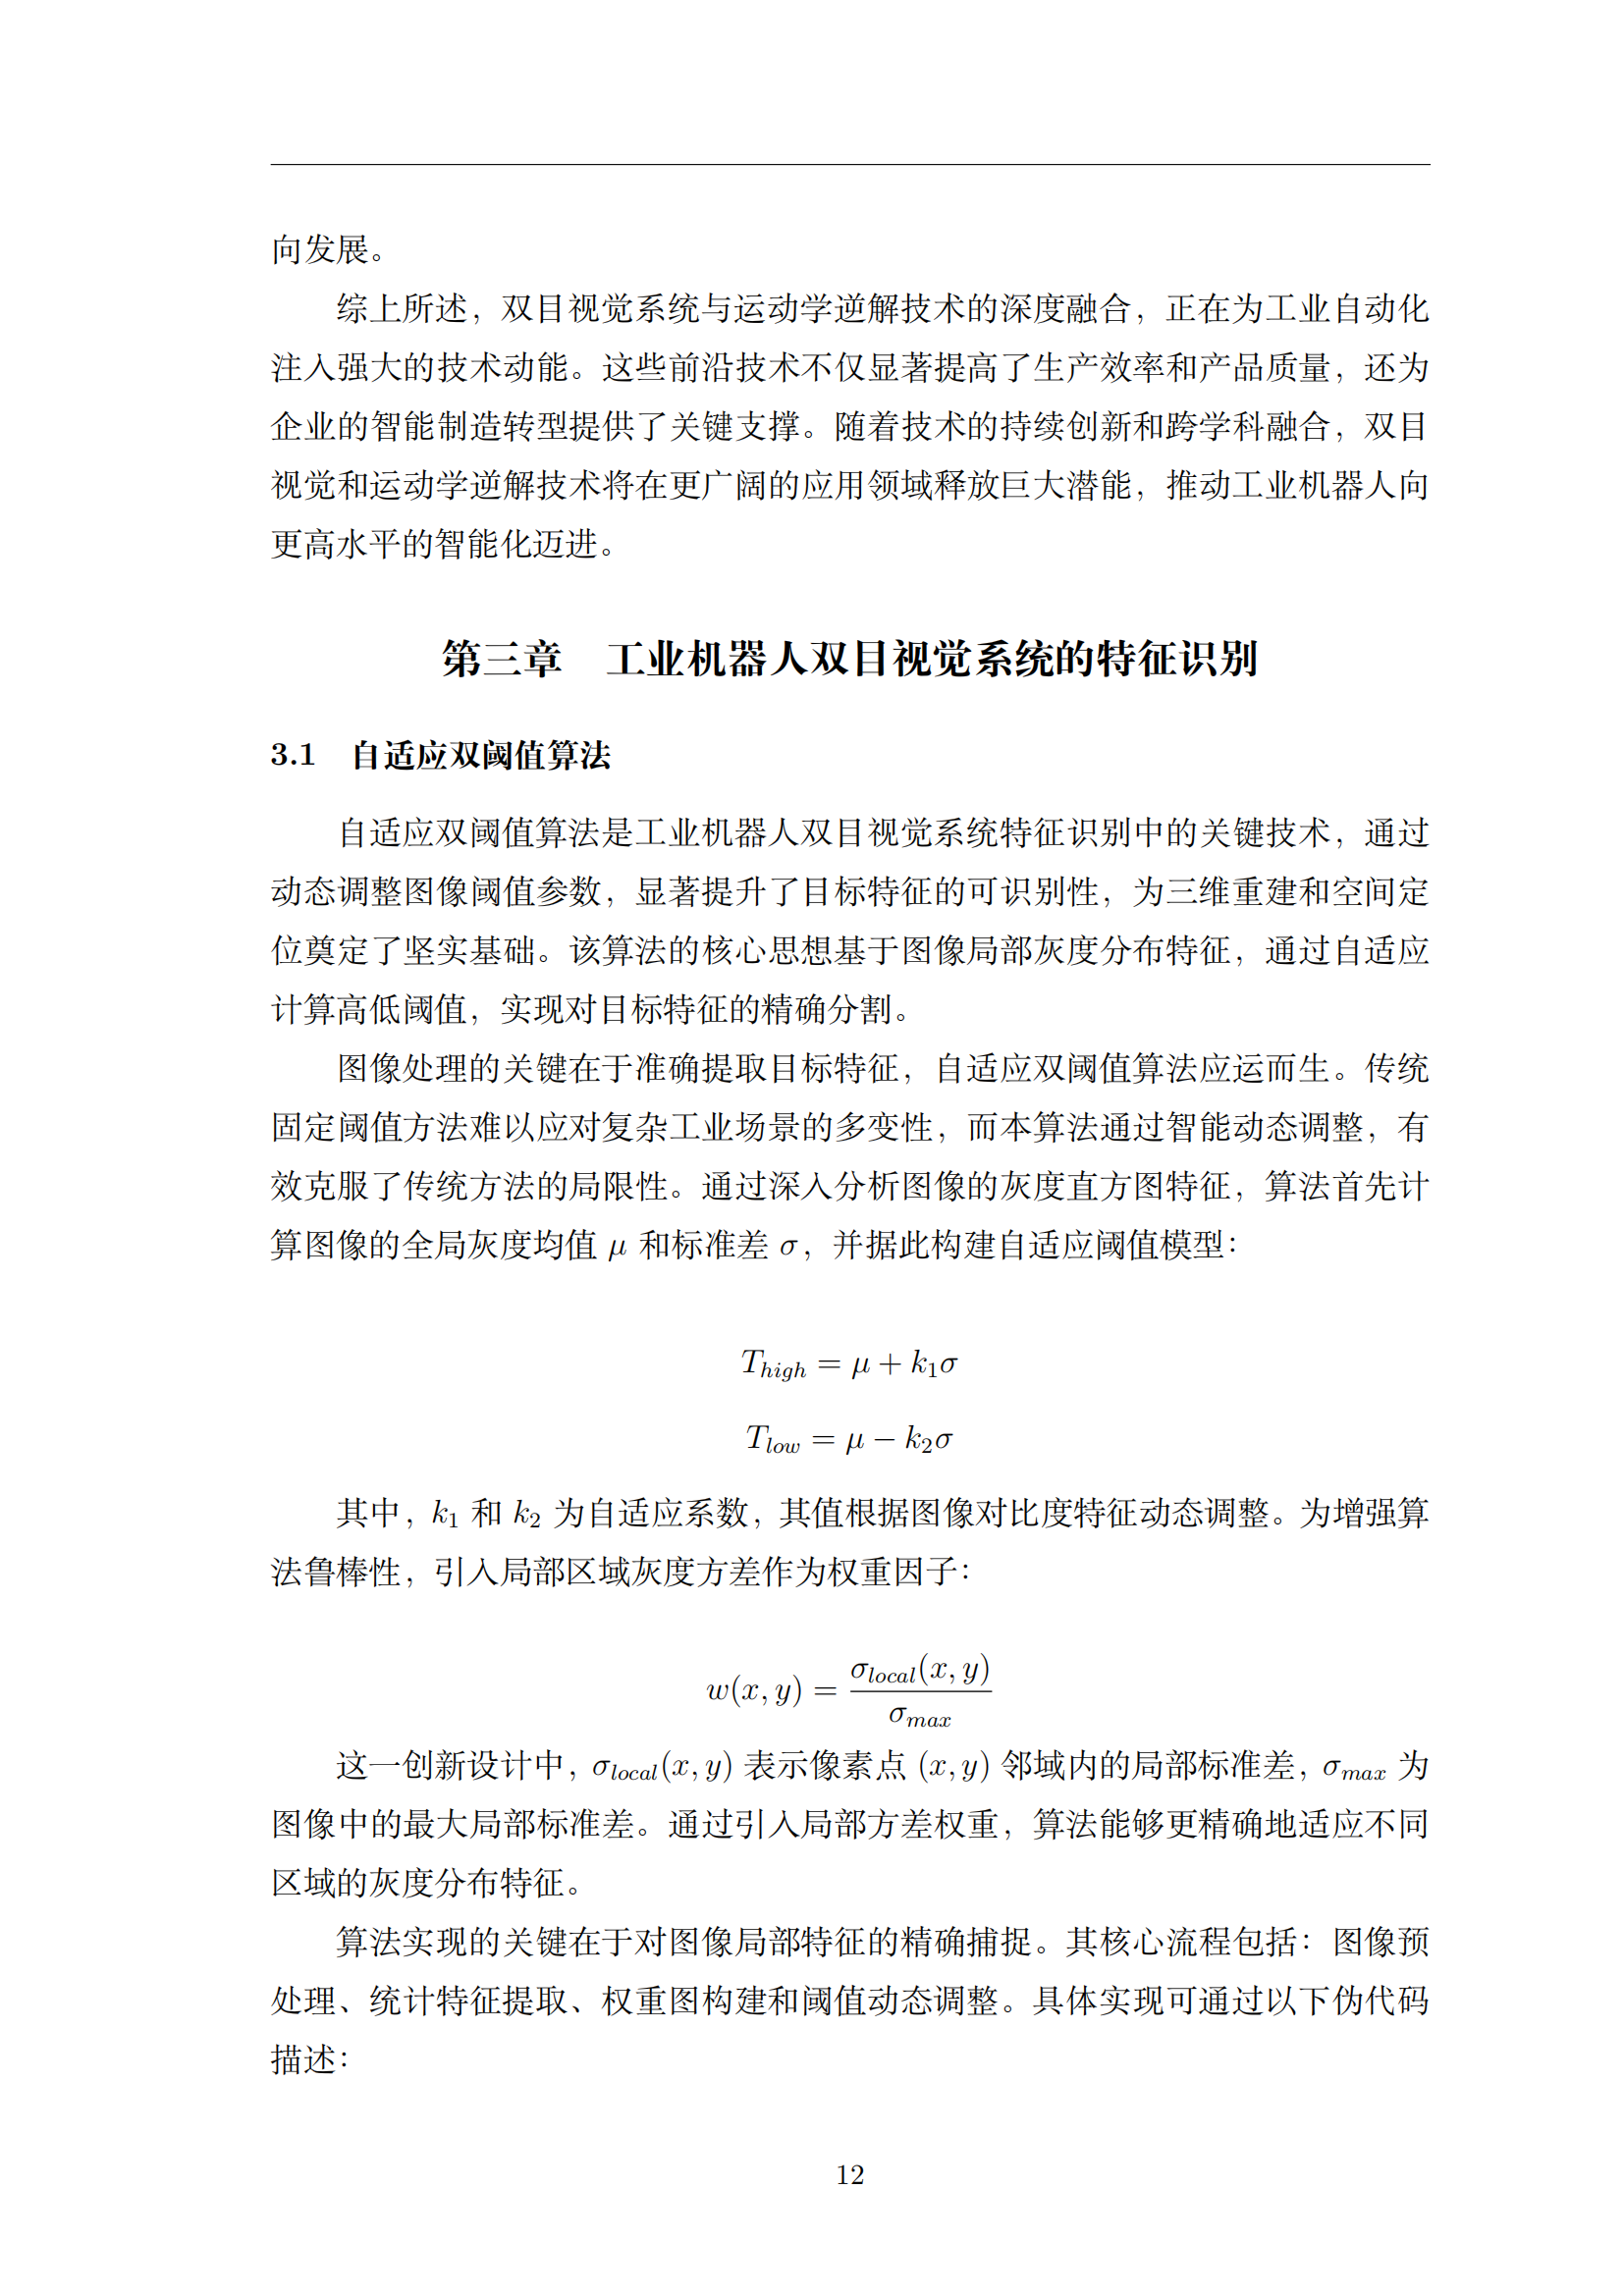 向发展。
综上所述，双目视觉系统与运动学逆解技术的深度融合，正在为工业自动化
注入强大的技术动能。这些前沿技术不仅显著提高了生产效率和产品质量，还为
企业的智能制造转型提供了关键支撑。随着技术的持续创新和跨学科融合，双目
视觉和运动学逆解技术将在更广阔的应用领域释放巨大潜能，推动工业机器人向
更高水平的智能化迈进。
第三章　工业机器人双目视觉系统的特征识别
3.1　自适应双阈值算法
自适应双阈值算法是工业机器人双目视觉系统特征识别中的关键技术，通过
动态调整图像阈值参数，显著提升了目标特征的可识别性，为三维重建和空间定
位奠定了坚实基础。该算法的核心思想基于图像局部灰度分布特征，通过自适应
计算高低阈值，实现对目标特征的精确分割。
图像处理的关键在于准确提取目标特征，自适应双阈值算法应运而生。传统
固定阈值方法难以应对复杂工业场景的多变性，而本算法通过智能动态调整，有
效克服了传统方法的局限性。通过深入分析图像的灰度直方图特征，算法首先计
算图像的全局灰度均值 μ 和标准差 σ，并据此构建自适应阈值模型：
T_{high} = μ + k_1σ
T_{low} = μ − k_2σ
其中，k_1 和 k_2 为自适应系数，其值根据图像对比度特征动态调整。为增强算
法鲁棒性，引入局部区域灰度方差作为权重因子：
w(x, y) = \frac{σ_{local}(x, y)}{σ_{max}}
这一创新设计中，σ_{local}(x, y) 表示像素点 (x, y) 邻域内的局部标准差，σ_{max} 为
图像中的最大局部标准差。通过引入局部方差权重，算法能够更精确地适应不同
区域的灰度分布特征。
算法实现的关键在于对图像局部特征的精确捕捉。其核心流程包括：图像预
处理、统计特征提取、权重图构建和阈值动态调整。具体实现可通过以下伪代码
描述：
12